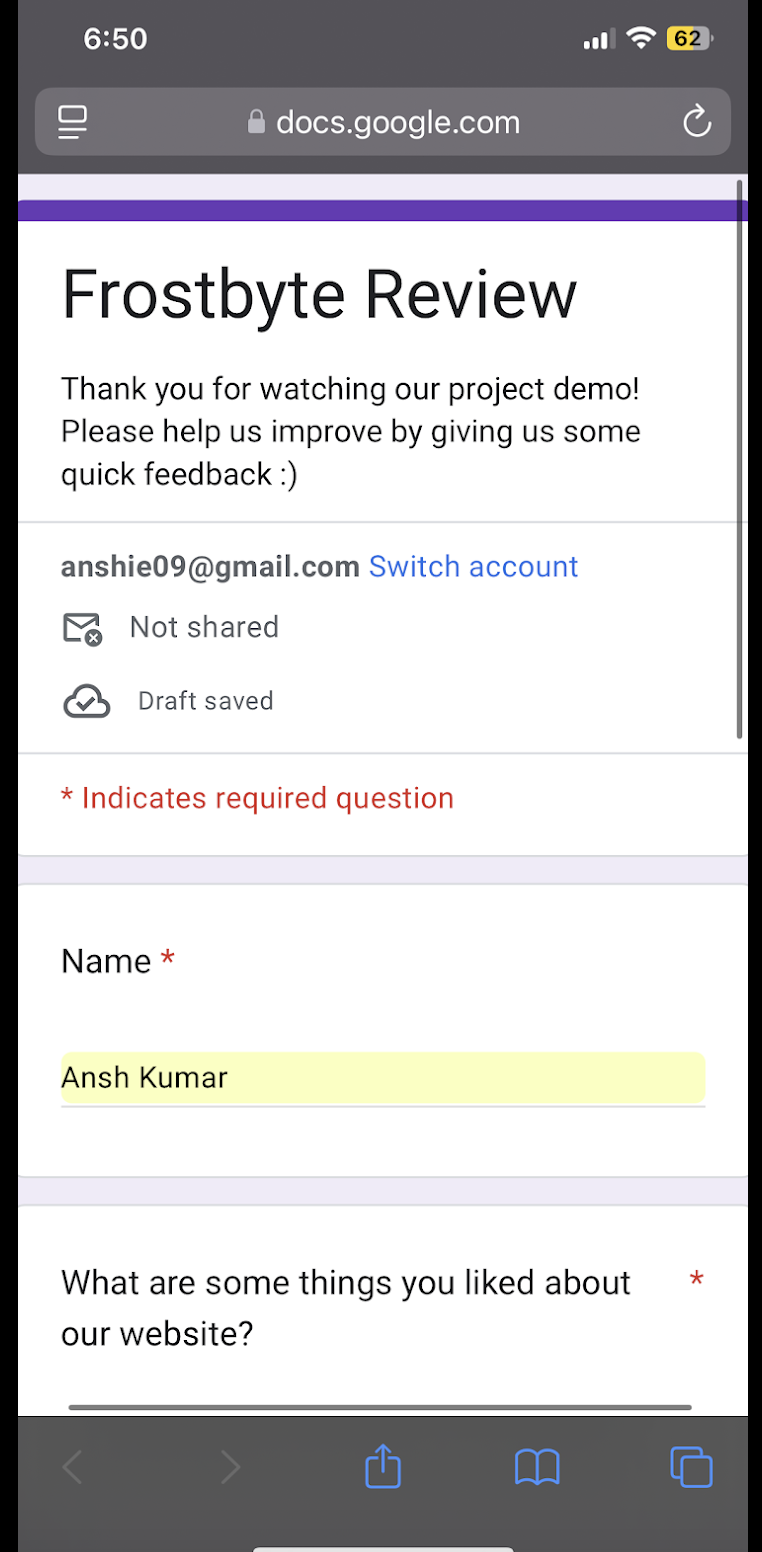 6:50
62
docs.google.com
Frostbyte Review
Thank you for watching our project demo!
Please help us improve by giving us some
quick feedback :)
anshie09@gmail.com Switch account
Not shared
Draft saved
* Indicates required question
Name *
Ansh Kumar
What are some things you liked about *
our website?